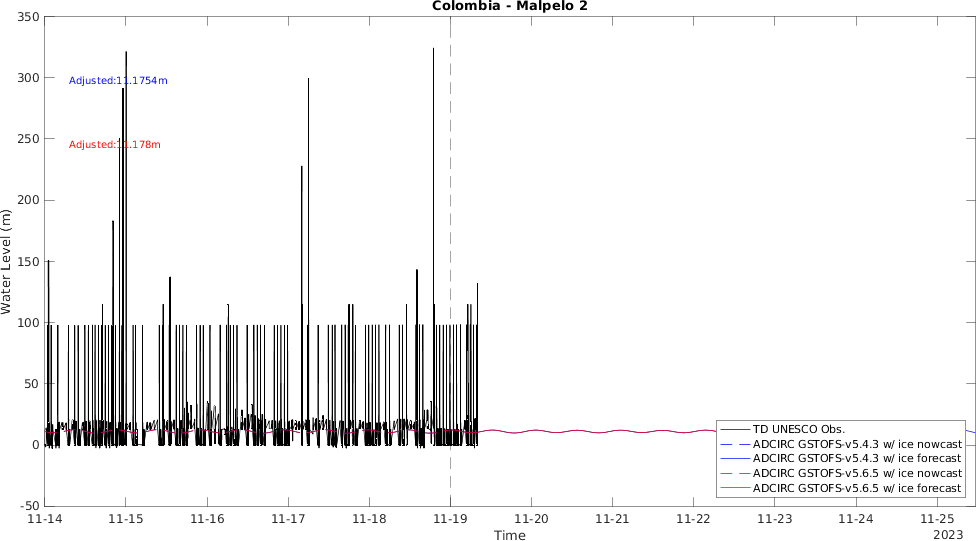 Colombia - Malpelo 2
350
300
250
200
150
100
50
0
-50
Water Level (m)
Adjusted:11.1754m
Adjusted:11.178m
TD UNESCO Obs.
ADCIRC GSTOFS-v5.4.3 w/ ice nowcast
ADCIRC GSTOFS-v5.4.3 w/ ice forecast
ADCIRC GSTOFS-v5.6.5 w/ ice nowcast
ADCIRC GSTOFS-v5.6.5 w/ ice forecast
11-14 11-15 11-16 11-17 11-18 11-19 11-20 11-21 11-22 11-23 11-24 11-25
Time
2023